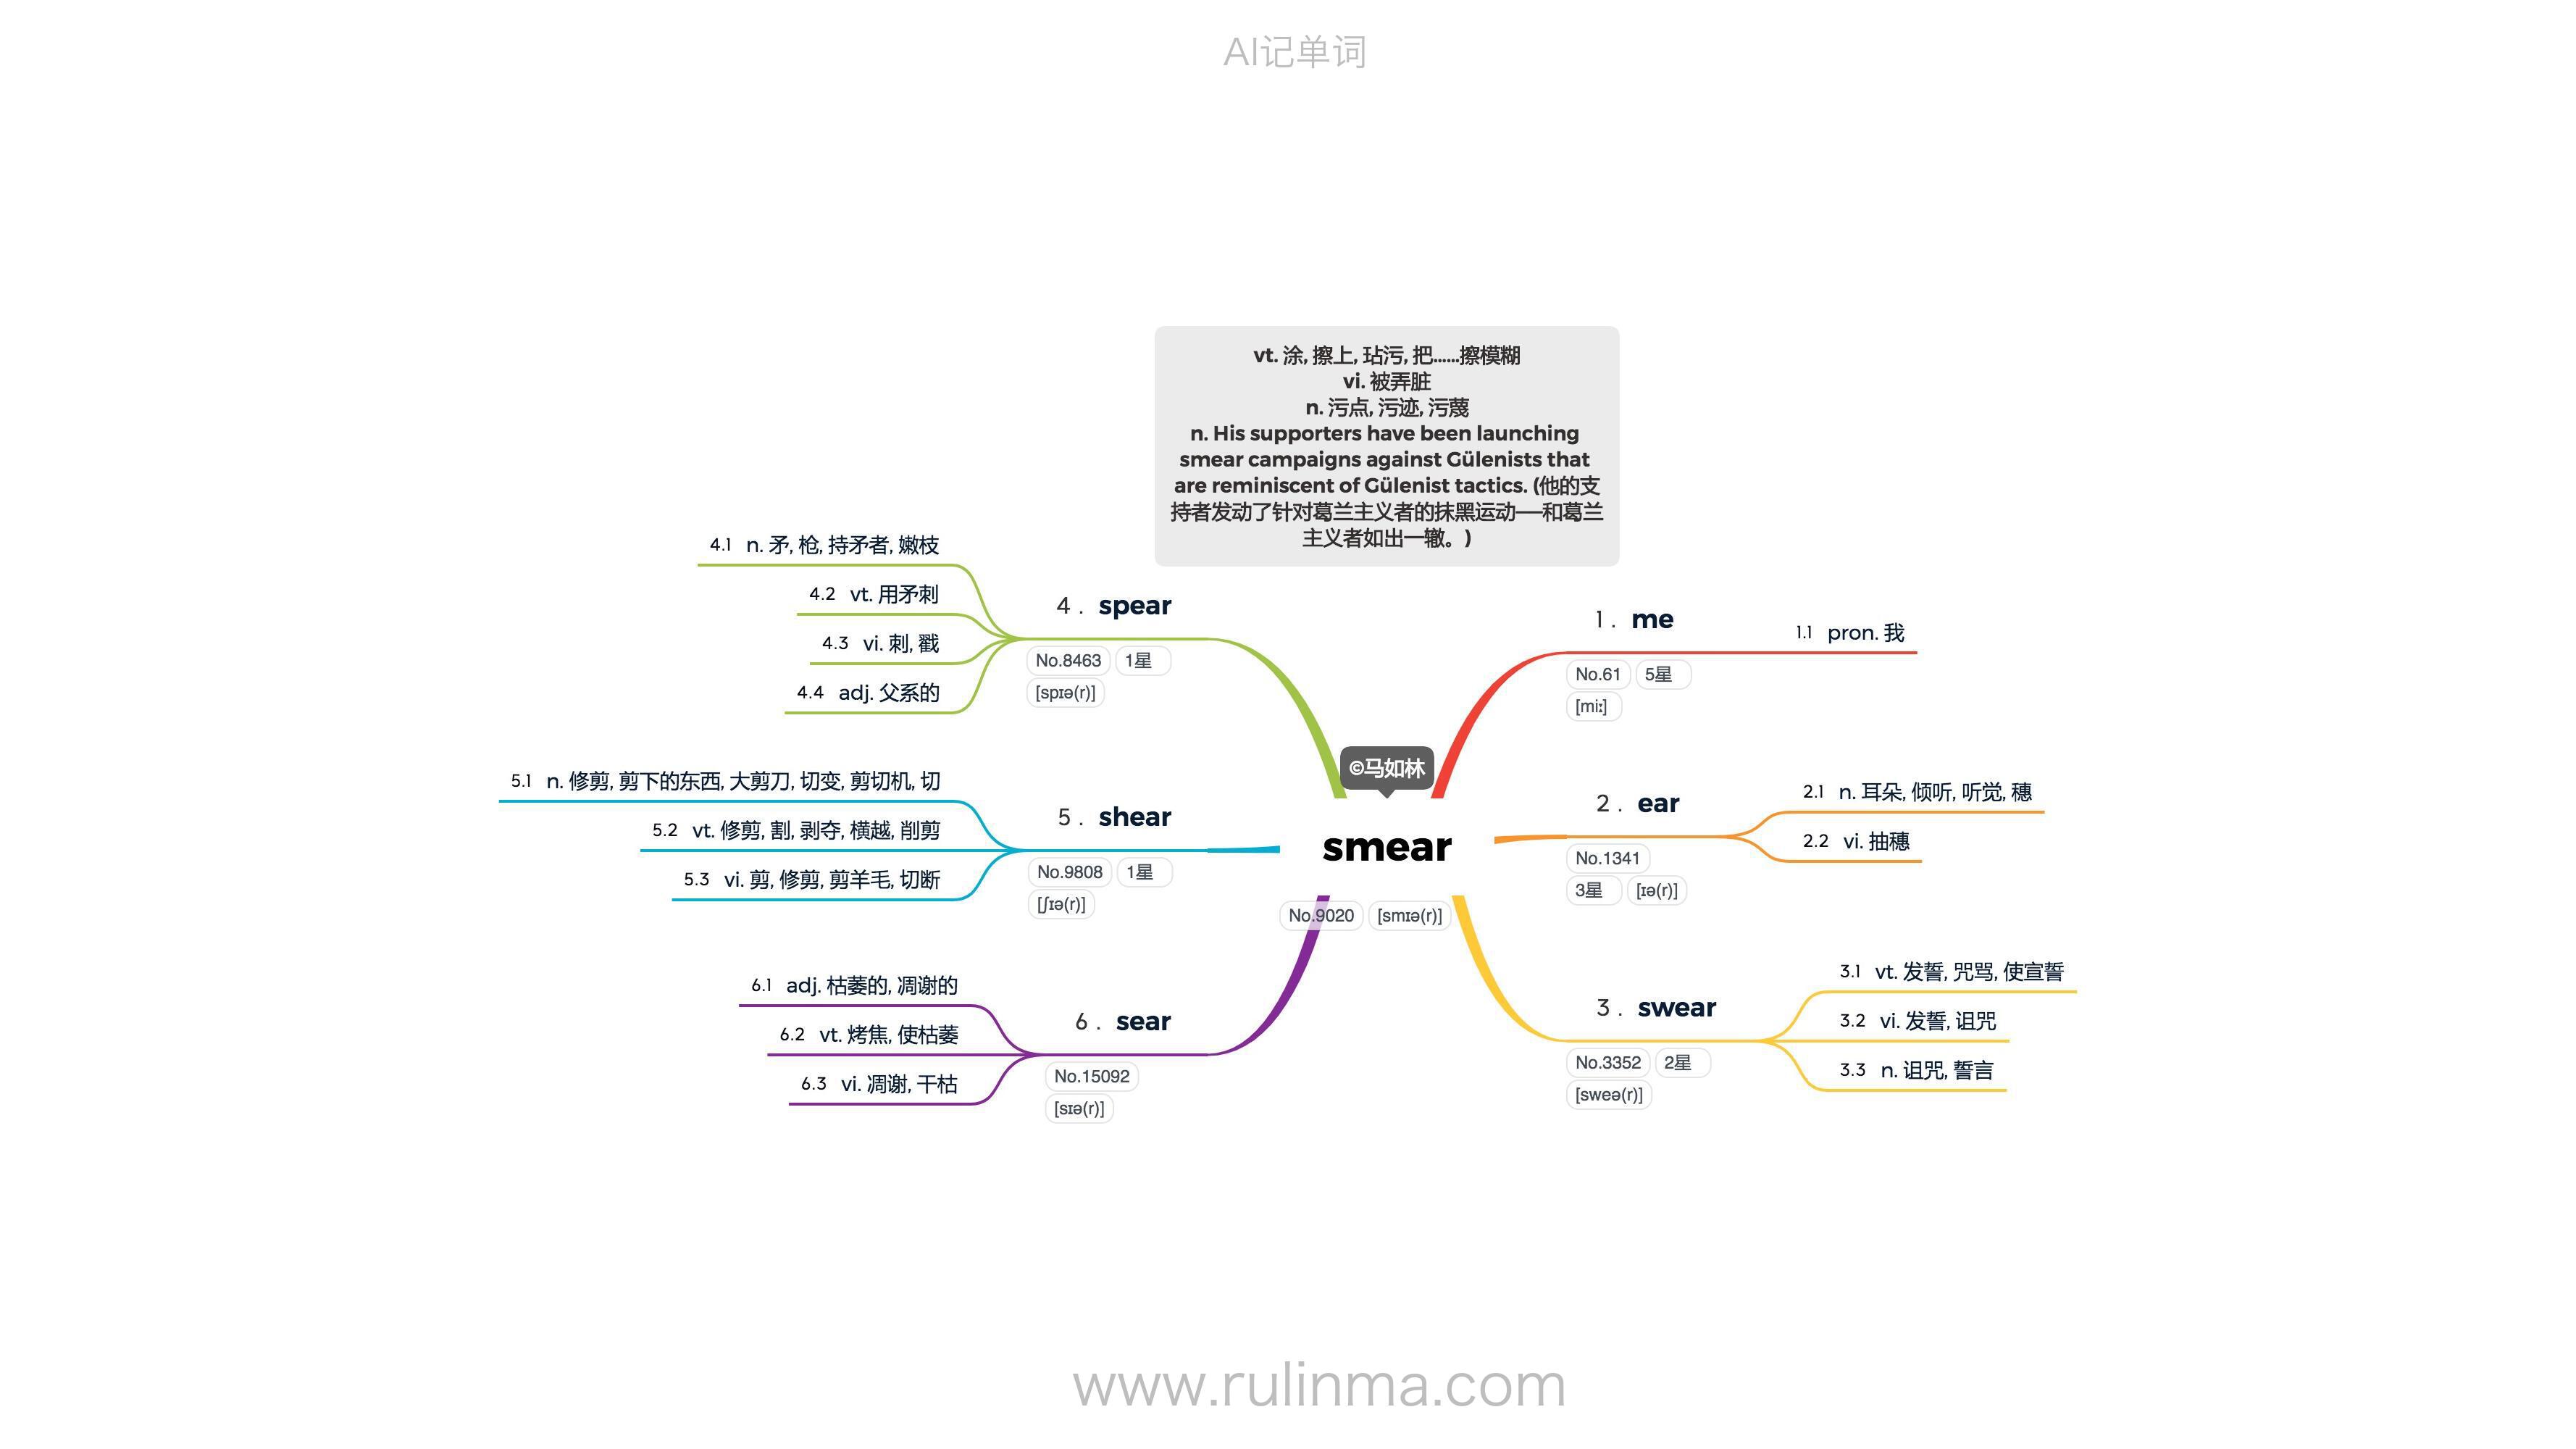 AI记单词
vt. 涂, 擦上, 玷污, 把……擦模糊
vi. 被弄脏
n. 污点, 污迹, 污蔑
n. His supporters have been launching
smear campaigns against Gülenists that
are reminiscent of Gülenist tactics. (他的支
持者发动了针对葛兰主义者的抹黑运动——和葛兰
主义者如出一辙。)
©马如林
smear
No.9020 [smɪə(r)]
1 . me
No.61 5星
[miː]
1.1 pron. 我
2 . ear
No.1341
3星 [ɪə(r)]
2.1 n. 耳朵, 倾听, 听觉, 穗
2.2 vi. 抽穗
3 . swear
No.3352 2星
[sweə(r)]
3.1 vt. 发誓, 咒骂, 使宣誓
3.2 vi. 发誓, 诅咒
3.3 n. 诅咒, 誓言
4 . spear
No.8463 1星
[spɪə(r)]
4.1 n. 矛, 枪, 持矛者, 嫩枝
4.2 vt. 用矛刺
4.3 vi. 刺, 戳
4.4 adj. 父系的
5 . shear
No.9808 1星
[ʃɪə(r)]
5.1 n. 修剪, 剪下的东西, 大剪刀, 切变, 剪切机, 切
5.2 vt. 修剪, 割, 剥夺, 横越, 削剪
5.3 vi. 剪, 修剪, 剪羊毛, 切断
6 . sear
No.15092
[sɪə(r)]
6.1 adj. 枯萎的, 凋谢的
6.2 vt. 烤焦, 使枯萎
6.3 vi. 凋谢, 干枯
www.rulinma.com